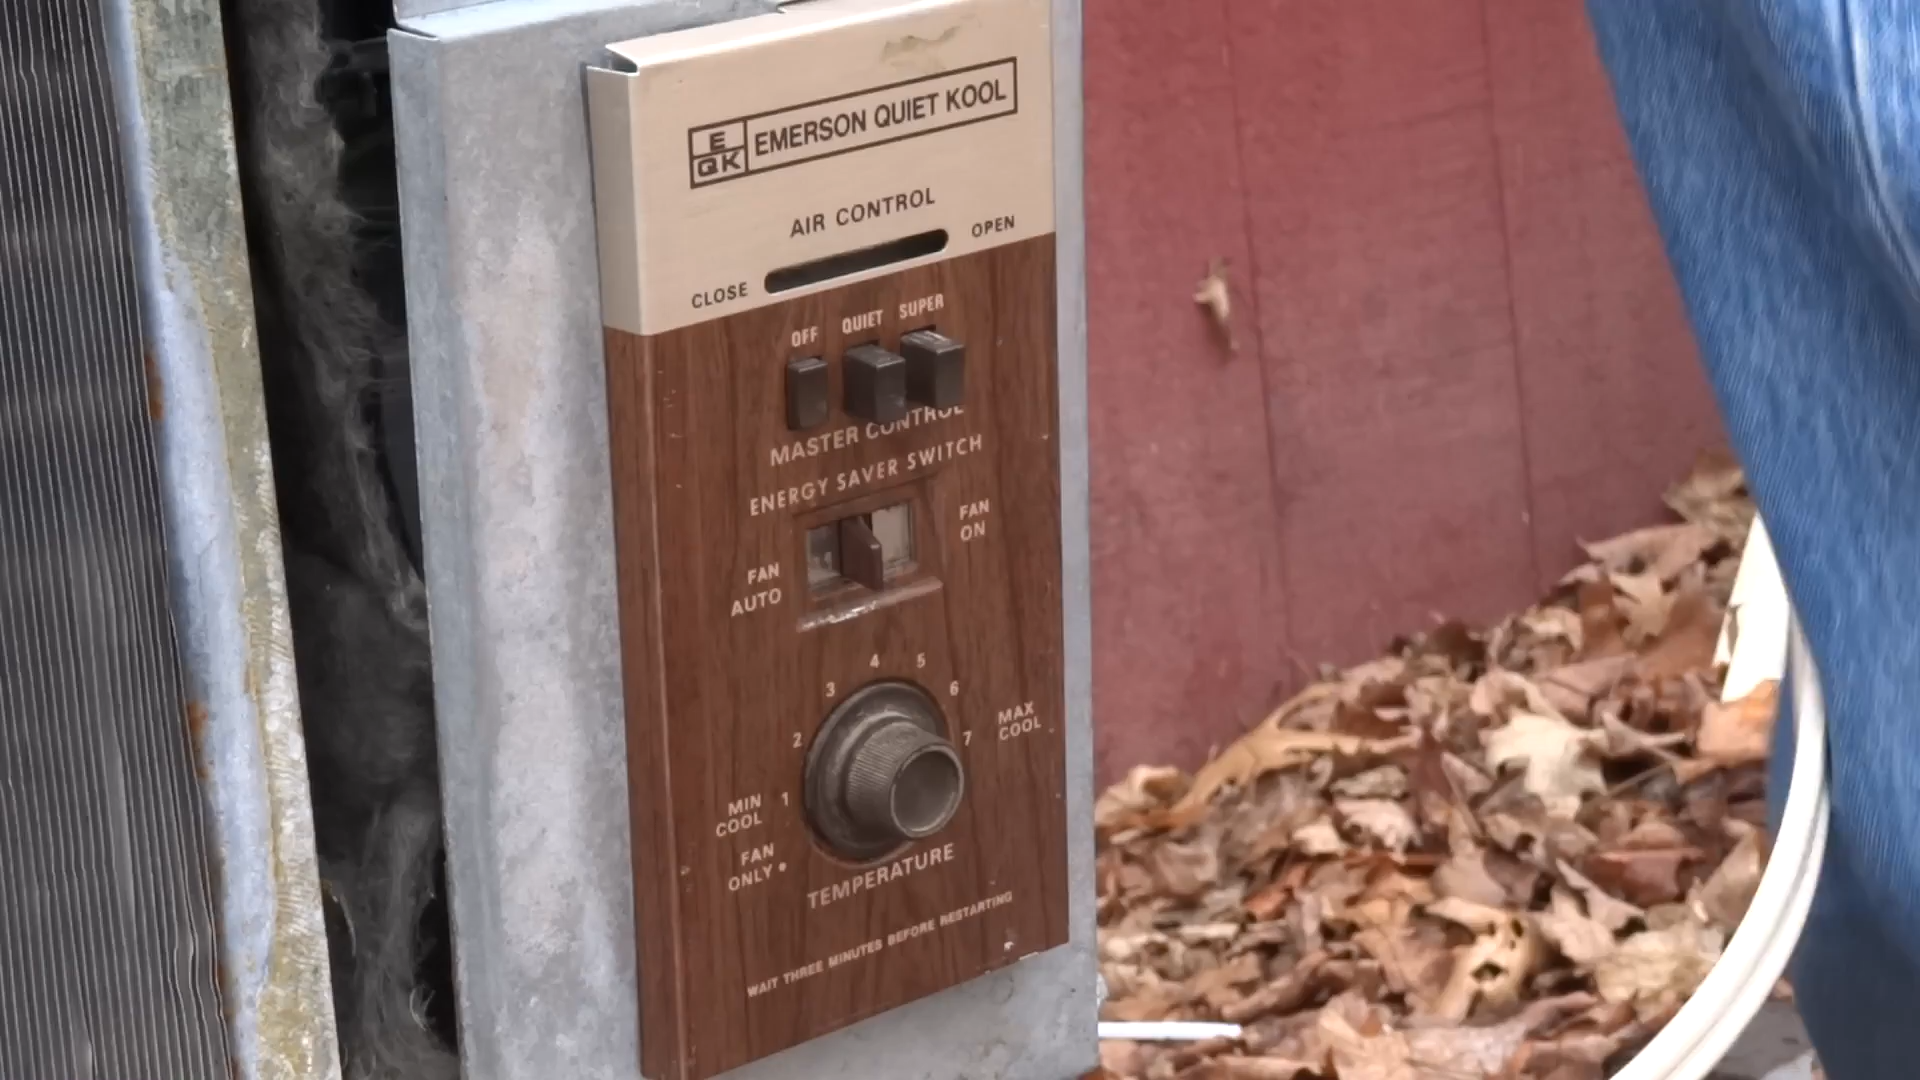 E
QK
EMERSON QUIET KOOL
AIR CONTROL
OPEN
CLOSE
OFF QUIET SUPER
MASTER CONTROL
ENERGY SAVER SWITCH
FAN
ON
FAN
AUTO
4 5
3 6
2 7
MAX
COOL
1
MIN
COOL
FAN
ONLY
TEMPERATURE
WAIT THREE MINUTES BEFORE RESTARTING